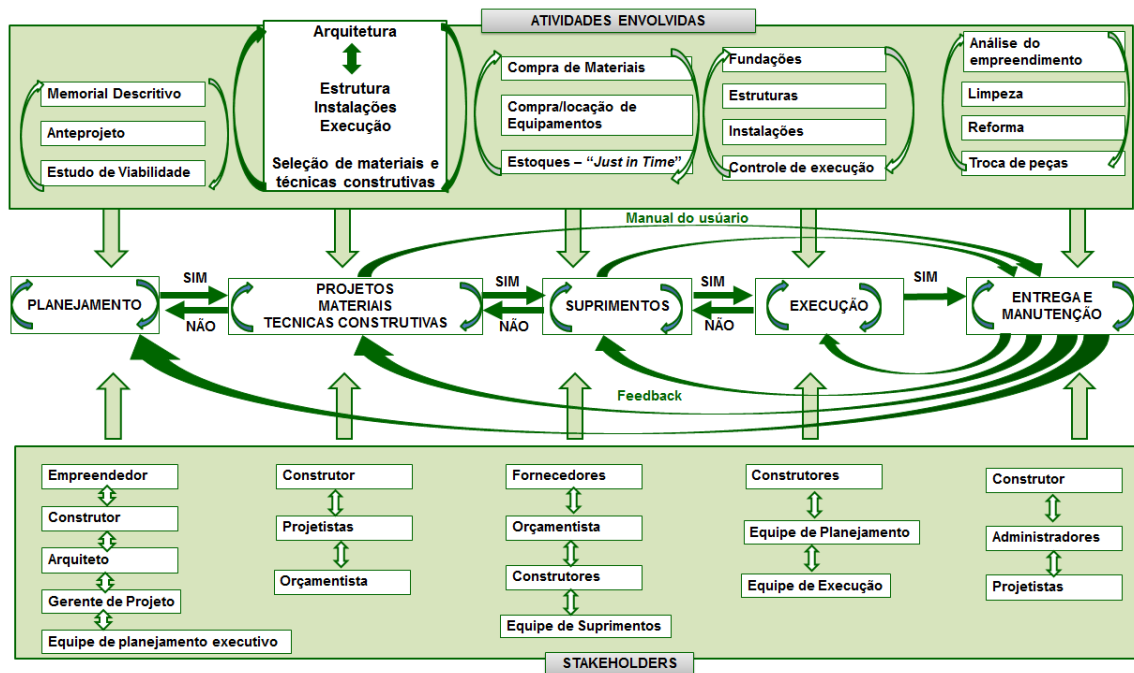 ATIVIDADES ENVOLVIDAS
Memorial Descritivo
Anteprojeto
Estudo de Viabilidade
Arquitetura
Estrutura
Instalações
Execução
Seleção de materiais e
técnicas construtivas
Compra de Materiais
Compra/locação de
Equipamentos
Estoques – “Just in Time”
Fundações
Estruturas
Instalações
Controle de execução
Análise do
empreendimento
Limpeza
Reforma
Troca de peças
Manual do usúario
PLANEJAMENTO
SIM
NÃO
PROJETOS
MATERIAIS
TECNICAS CONSTRUTIVAS
SIM
NÃO
SUPRIMENTOS
SIM
NÃO
EXECUÇÃO
SIM
ENTREGA E
MANUTENÇÃO
Feedback
Empreendedor
Construtor
Arquiteto
Gerente de Projeto
Equipe de planejamento executivo
Construtor
Projetistas
Orçamentista
Fornecedores
Orçamentista
Construtores
Equipe de Suprimentos
Construtores
Equipe de Planejamento
Equipe de Execução
Construtor
Administradores
Projetistas
STAKEHOLDERS